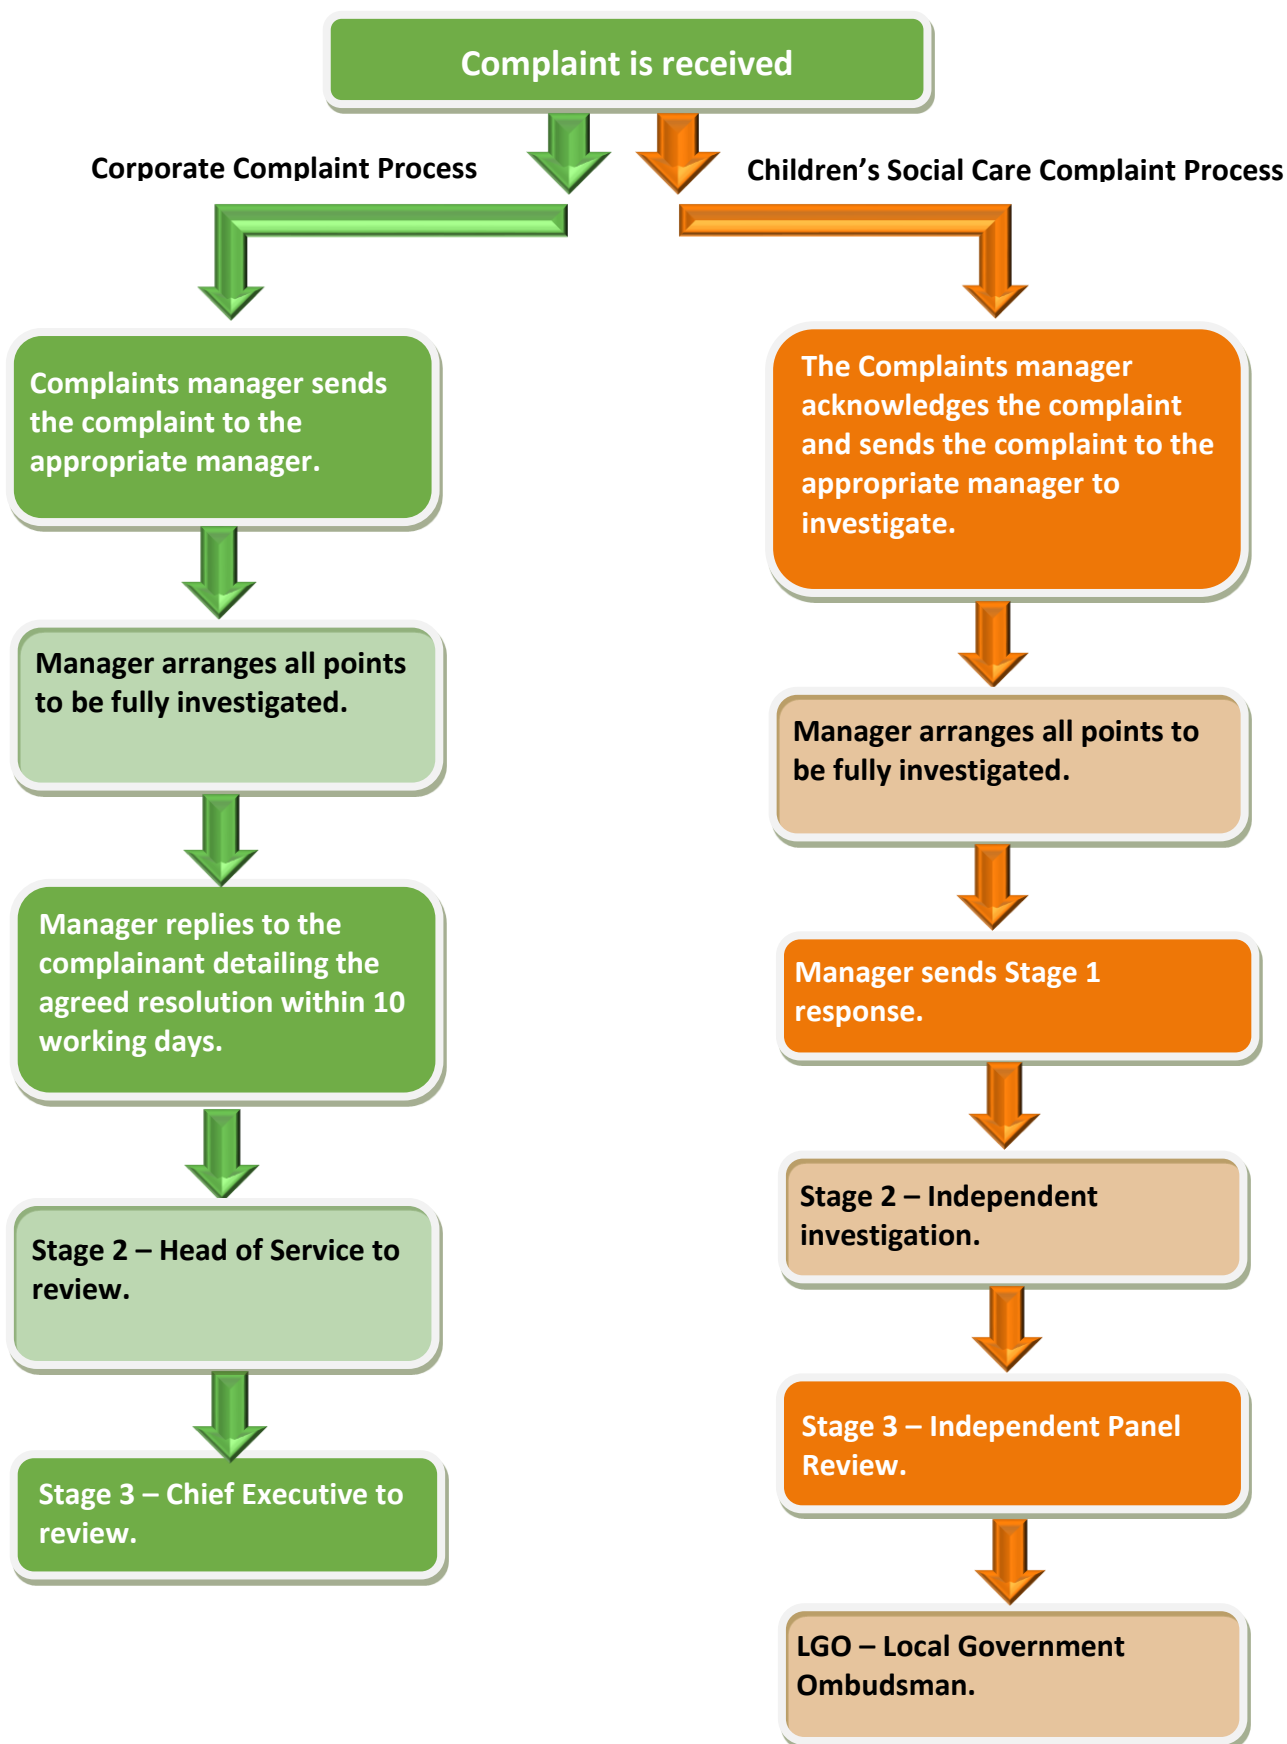 Complaint is received
Corporate Complaint Process
Children's Social Care Complaint Process
Complaints manager sends
the complaint to the
appropriate manager.
Manager arranges all points
to be fully investigated.
Manager replies to the
complainant detailing the
agreed resolution within 10
working days.
Stage 2 – Head of Service to
review.
Stage 3 – Chief Executive to
review.
The Complaints manager
acknowledges the complaint
and sends the complaint to the
appropriate manager to
investigate.
Manager arranges all points to
be fully investigated.
Manager sends Stage 1
response.
Stage 2 – Independent
investigation.
Stage 3 – Independent Panel
Review.
LGO – Local Government
Ombudsman.